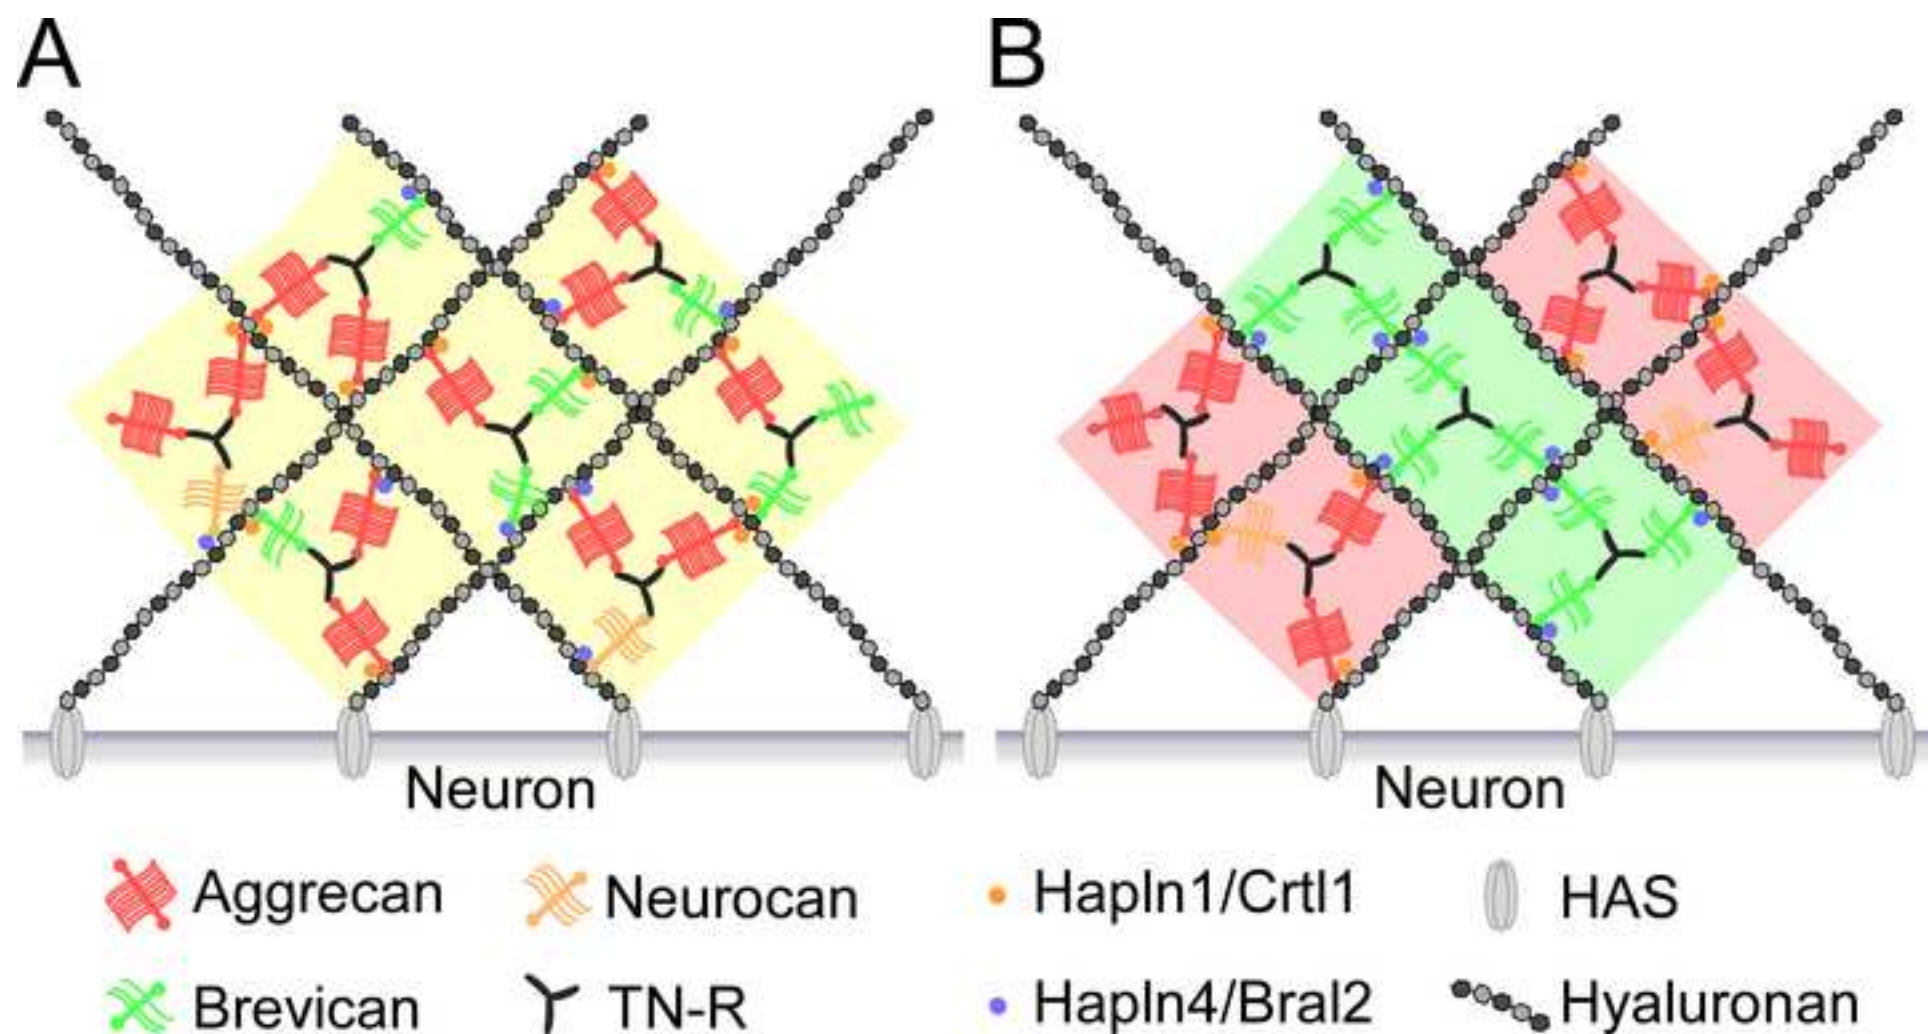 A
B
Neuron
Neuron
Aggrecan
Neurocan
Hapln1/Crtl1
HAS
Brevican
TN-R
Hapln4/Bral2
Hyaluronan